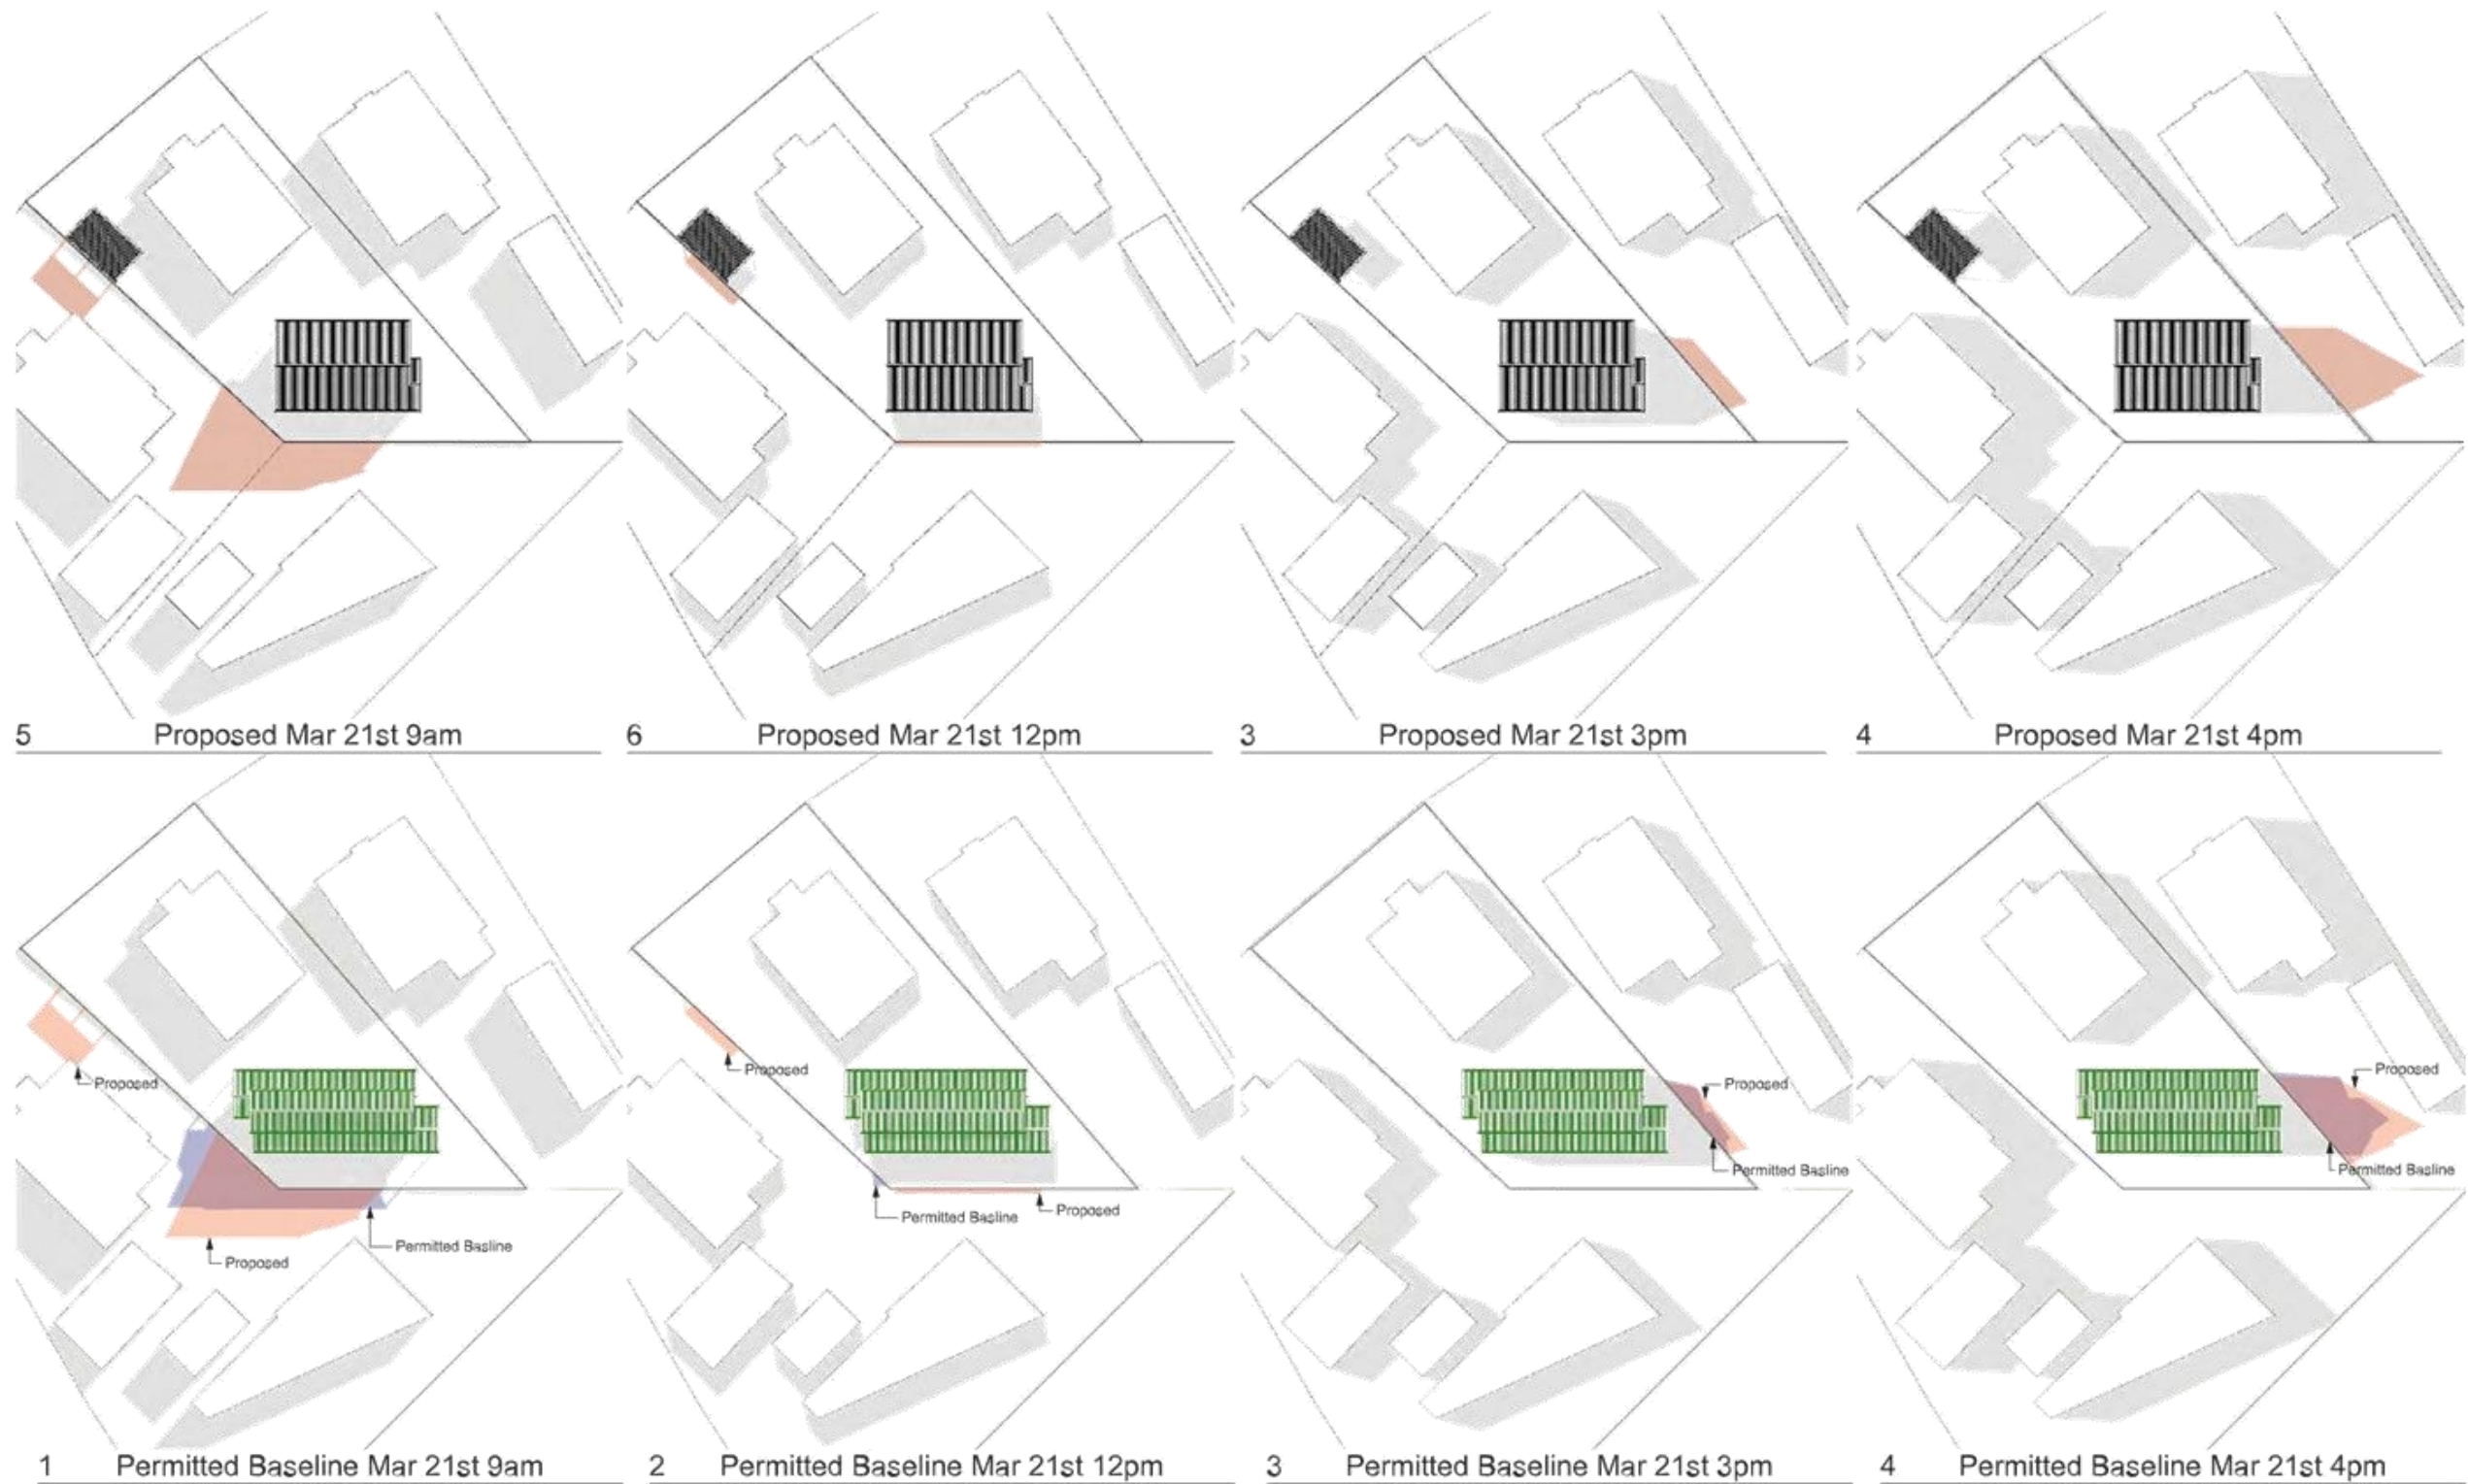 5 Proposed Mar 21st 9am
6 Proposed Mar 21st 12pm
3 Proposed Mar 21st 3pm
4 Proposed Mar 21st 4pm
Proposed
Permitted Basline
Proposed
1 Permitted Baseline Mar 21st 9am
Proposed
Permitted Basline
Proposed
2 Permitted Baseline Mar 21st 12pm
Proposed
Permitted Basline
3 Permitted Baseline Mar 21st 3pm
Proposed
Permitted Basline
4 Permitted Baseline Mar 21st 4pm